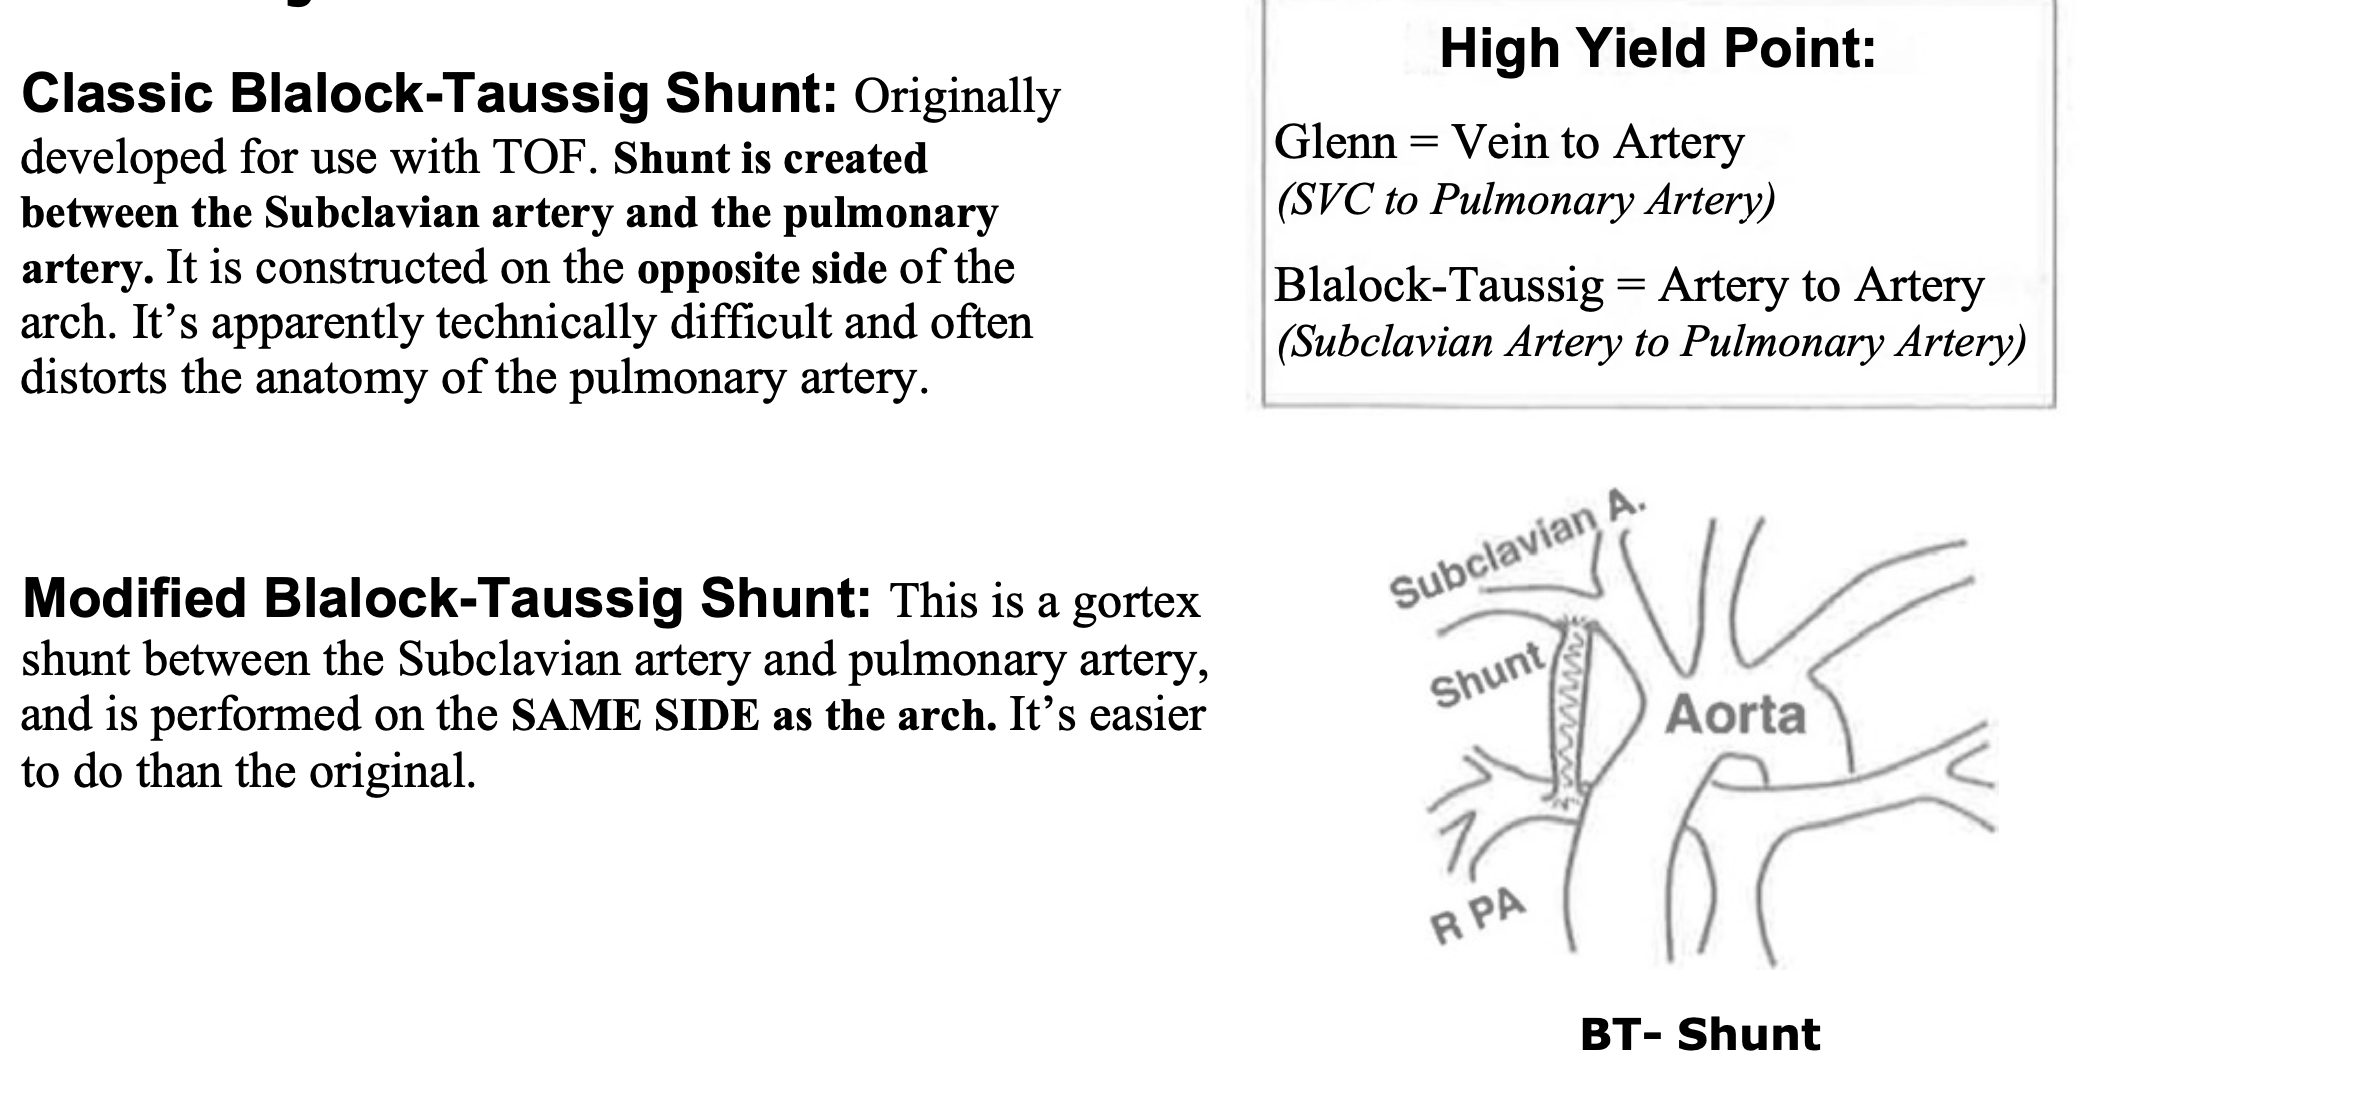 Classic Blalock-Taussig Shunt: Originally
developed for use with TOF. Shunt is created
between the Subclavian artery and the pulmonary
artery. It is constructed on the opposite side of the
arch. It’s apparently technically difficult and often
distorts the anatomy of the pulmonary artery.
High Yield Point:
Glenn = Vein to Artery
(SVC to Pulmonary Artery)
Blalock-Taussig = Artery to Artery
(Subclavian Artery to Pulmonary Artery)
Modified Blalock-Taussig Shunt: This is a gortex
shunt between the Subclavian artery and pulmonary artery,
and is performed on the SAME SIDE as the arch. It’s easier
to do than the original.
Subclavian A.
Shunt
Aorta
R PA
BT- Shunt